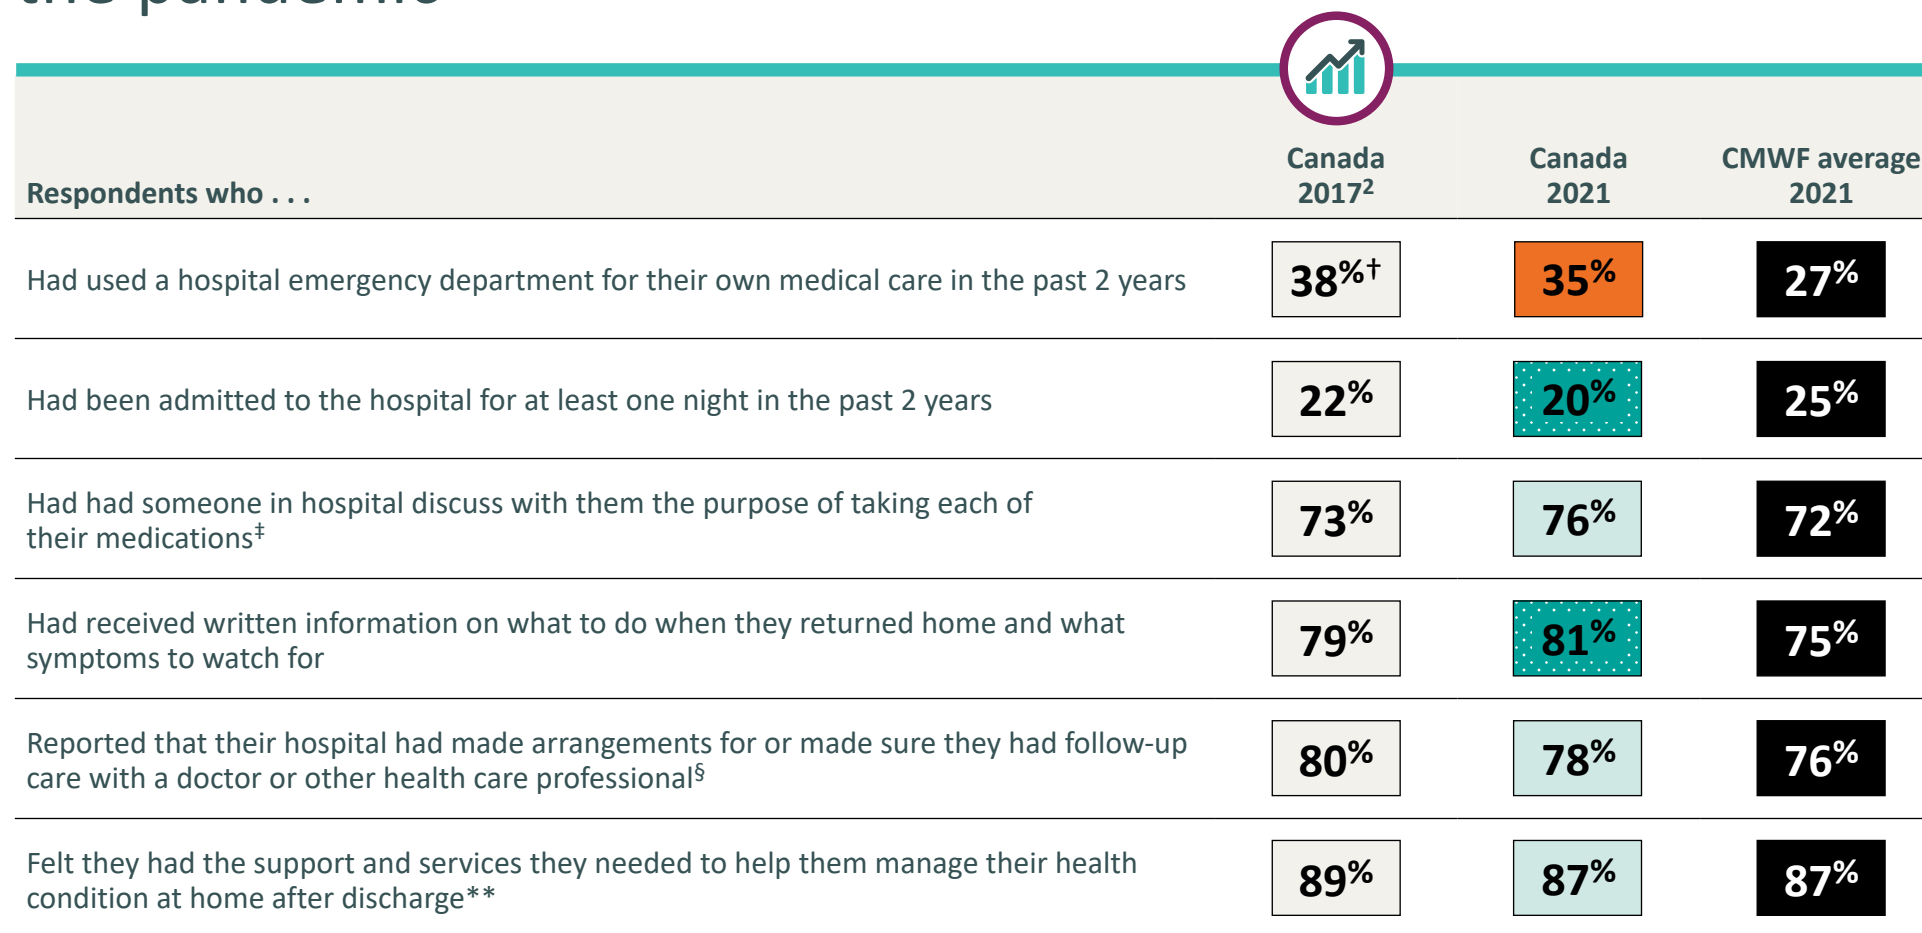 the pandemic
Canada Canada CMWF average
Respondents who . . . 2017² 2021 2021
Had used a hospital emergency department for their own medical care in the past 2 years 38%† 35% 27%
Had been admitted to the hospital for at least one night in the past 2 years 22% 20% 25%
Had had someone in hospital discuss with them the purpose of taking each of
their medications‡ 73% 76% 72%
Had received written information on what to do when they returned home and what
symptoms to watch for 79% 81% 75%
Reported that their hospital had made arrangements for or made sure they had follow-up
care with a doctor or other health care professional§ 80% 78% 76%
Felt they had the support and services they needed to help them manage their health
condition at home after discharge** 89% 87% 87%